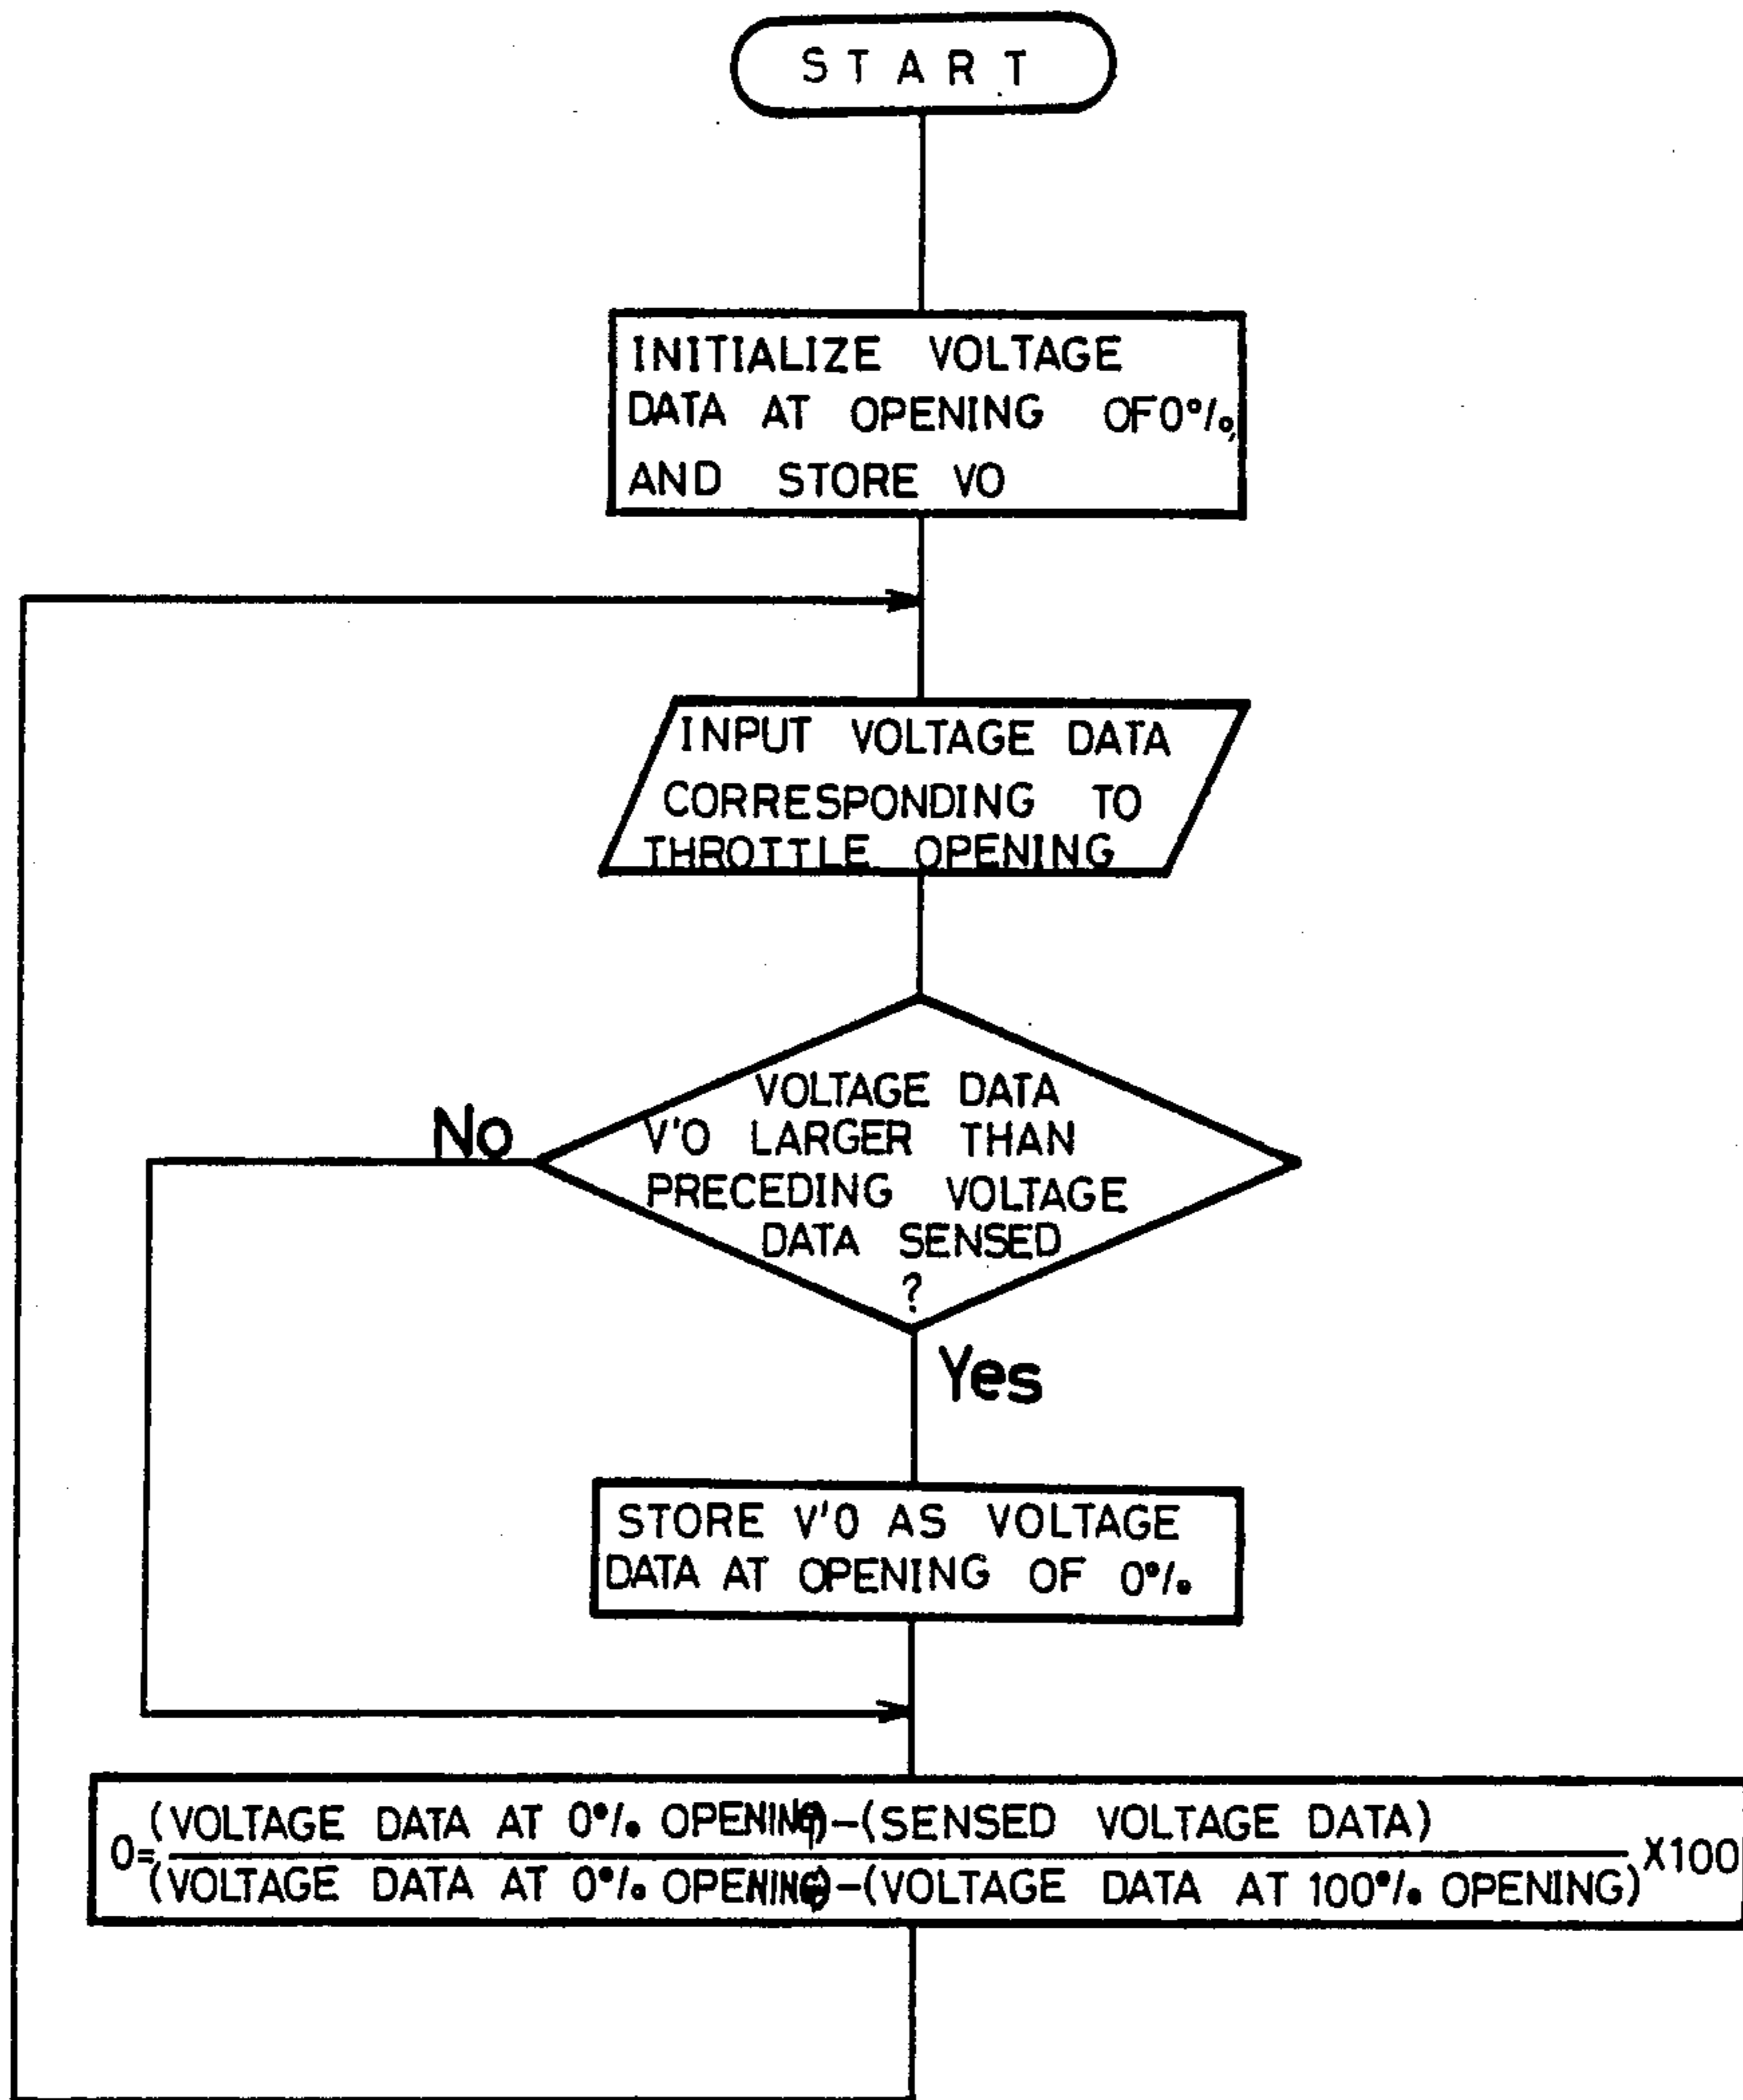 START
INITIALIZE VOLTAGE
DATA AT OPENING OF 0%,
AND STORE VO
INPUT VOLTAGE DATA
CORRESPONDING TO
THROTTLE OPENING
VOLTAGE DATA
V'O LARGER THAN
PRECEDING VOLTAGE
DATA SENSED
?
No
Yes
STORE V'O AS VOLTAGE
DATA AT OPENING OF 0%
(VOLTAGE DATA AT 0% OPENING)-(SENSED VOLTAGE DATA)
0= X100
(VOLTAGE DATA AT 0% OPENING)-(VOLTAGE DATA AT 100% OPENING)